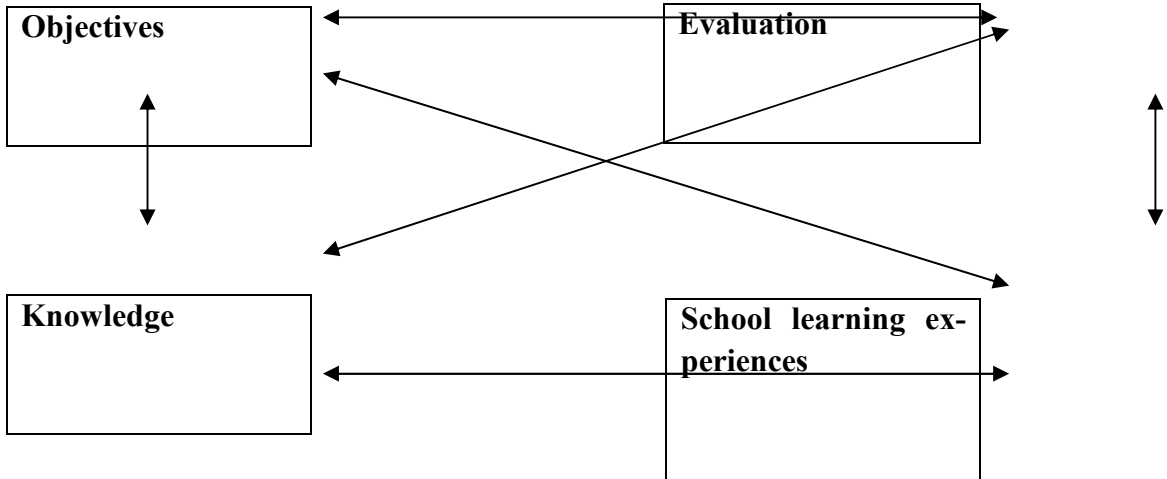 Objectives
Evaluation
Knowledge
School learning ex-
periences